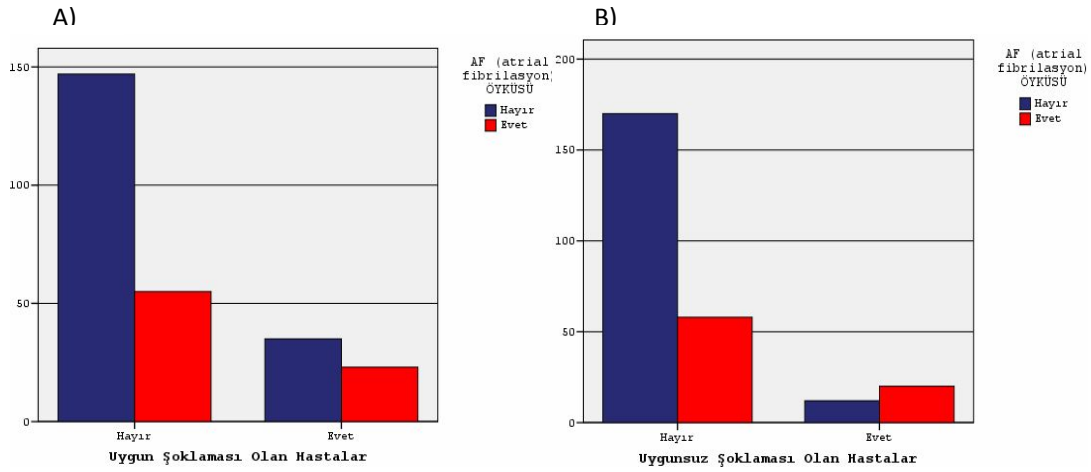 A)
B)
AF (atrial
fibrilasyon)
ÖYKÜSÜ
Hayır
Evet
150
100
50
0
Hayır
Evet
Uygun Şoklaması Olan Hastalar
AF (atrial
fibrilasyon)
ÖYKÜSÜ
Hayır
Evet
200
150
100
50
0
Hayır
Evet
Uygunsuz Şoklaması Olan Hastalar